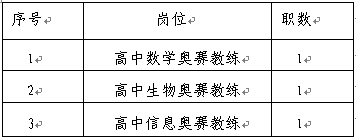 序号 岗位 职数
1 高中数学奥赛教练 1
2 高中生物奥赛教练 1
3 高中信息奥赛教练 1